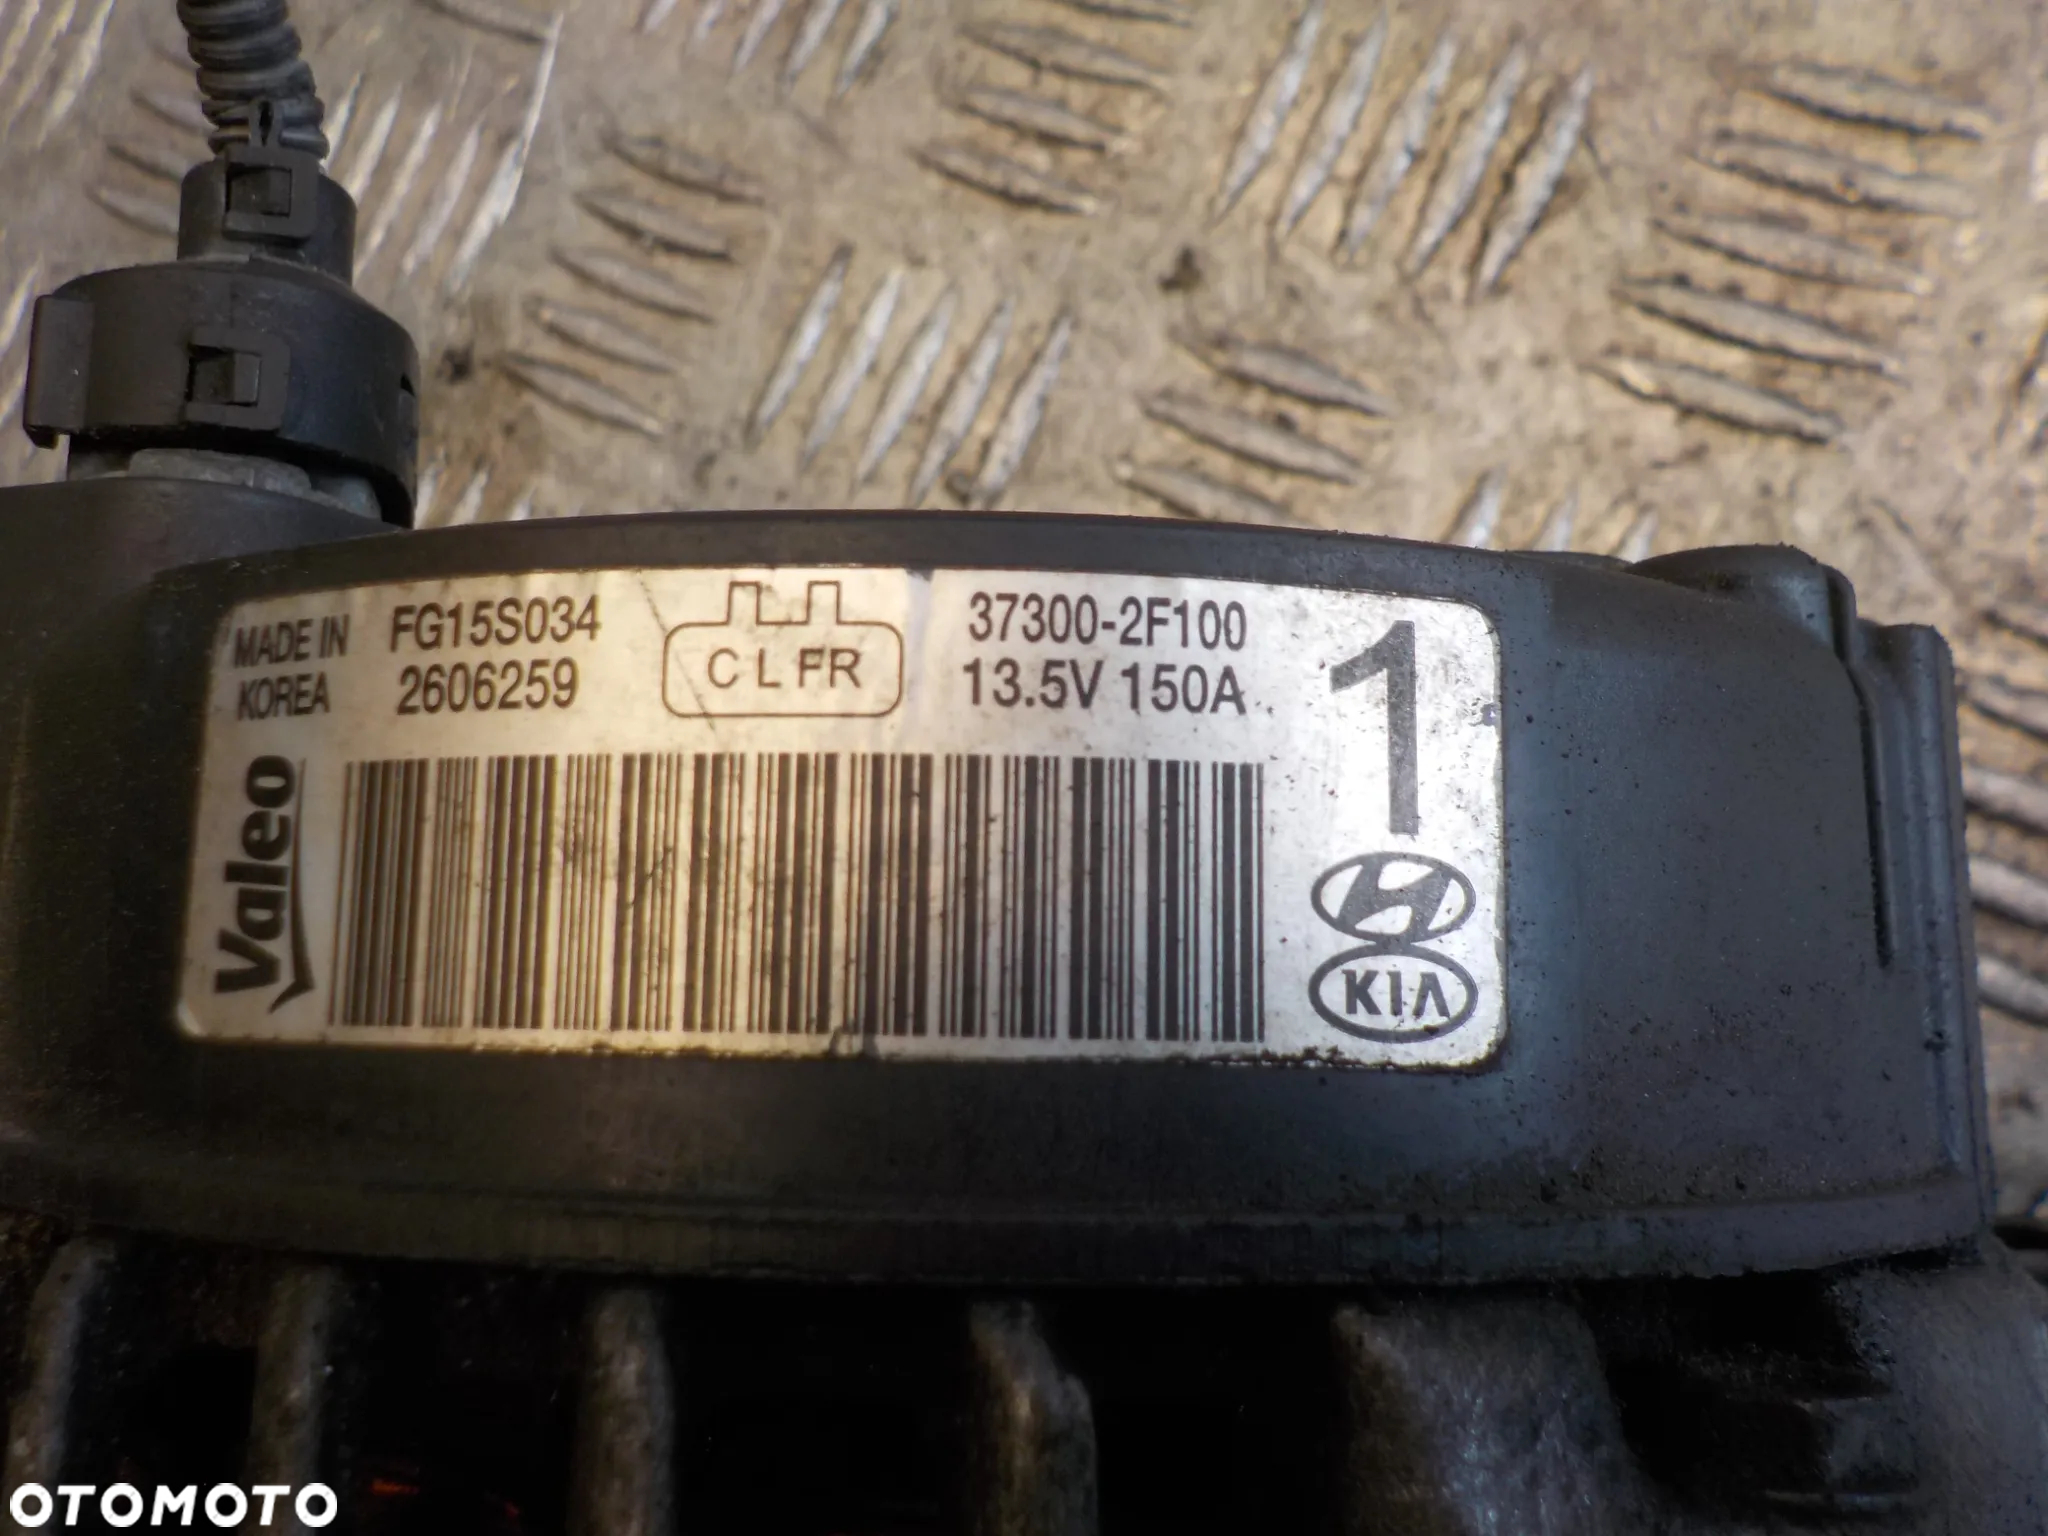 MADE IN KOREA
FG15S034
2606259
C L FR
37300-2F100
13.5V 150A
1
Valeo
KIA
OTOMOTO